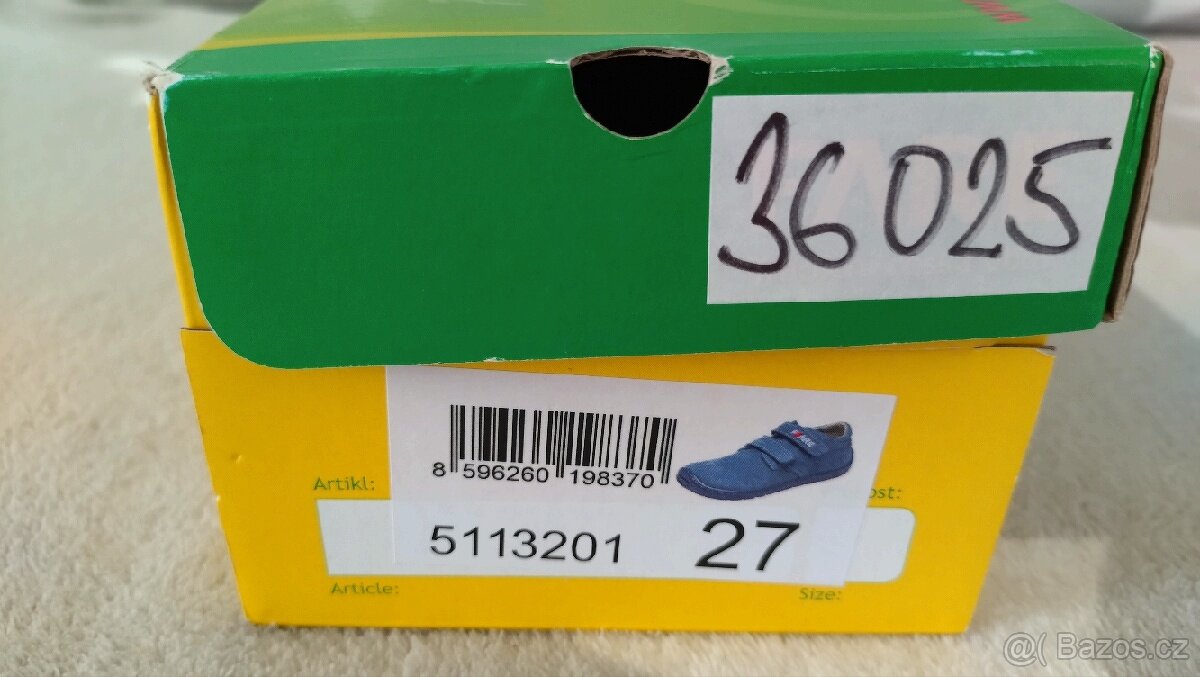 36025
8 596260 198370
Artikl:
5113201 27
Article:
Size:
@( Bazos.cz